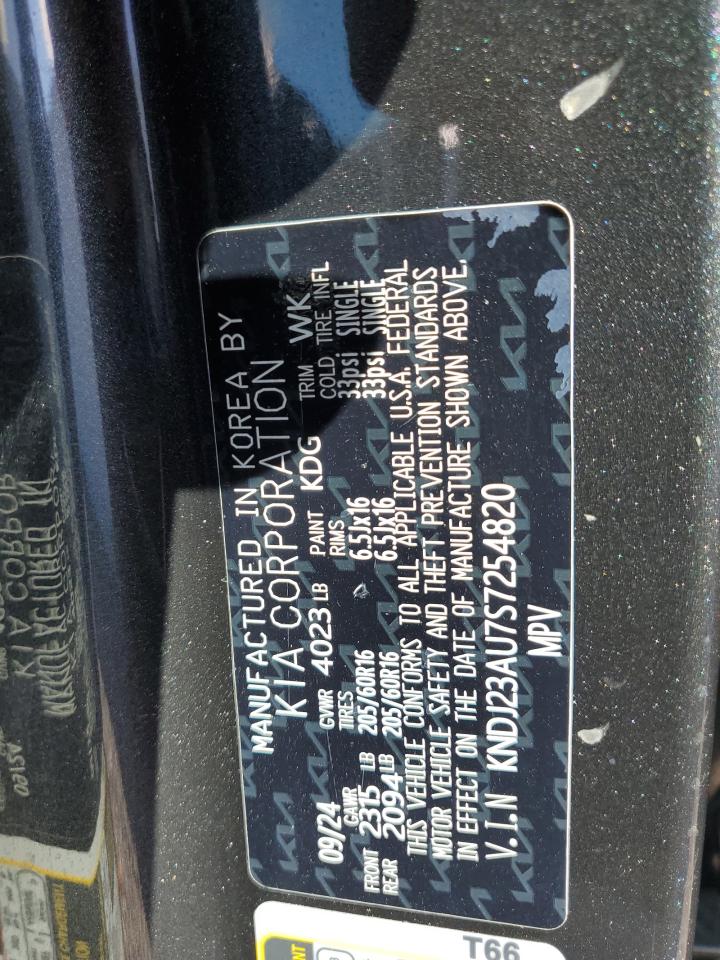 MANUFACTURED IN KOREA BY
KIA CORPORATION
09/24 GVWR 4023 LB PAINT KDG TRIM WK
GAWR TIRES RIMS COLD TIRE INFL
FRONT 2315 LB 205/60R16 6.5Jx16 33psi SINGLE
REAR 2094 LB 205/60R16 6.5Jx16 33psi SINGLE
THIS VEHICLE CONFORMS TO ALL APPLICABLE U.S.A. FEDERAL
MOTOR VEHICLE SAFETY AND THEFT PREVENTION STANDARDS
IN EFFECT ON THE DATE OF MANUFACTURE SHOWN ABOVE.
V.I.N KNDJ23AU7S7254820
MPV
T66